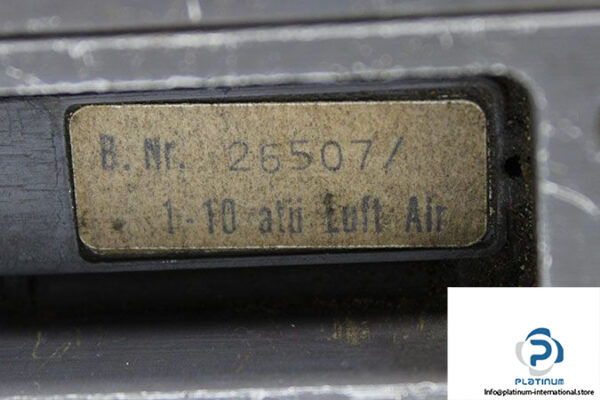 B. Nr. 26507/
1-10 atü Luft Air
PLATINUM
Info@platinum-international.store